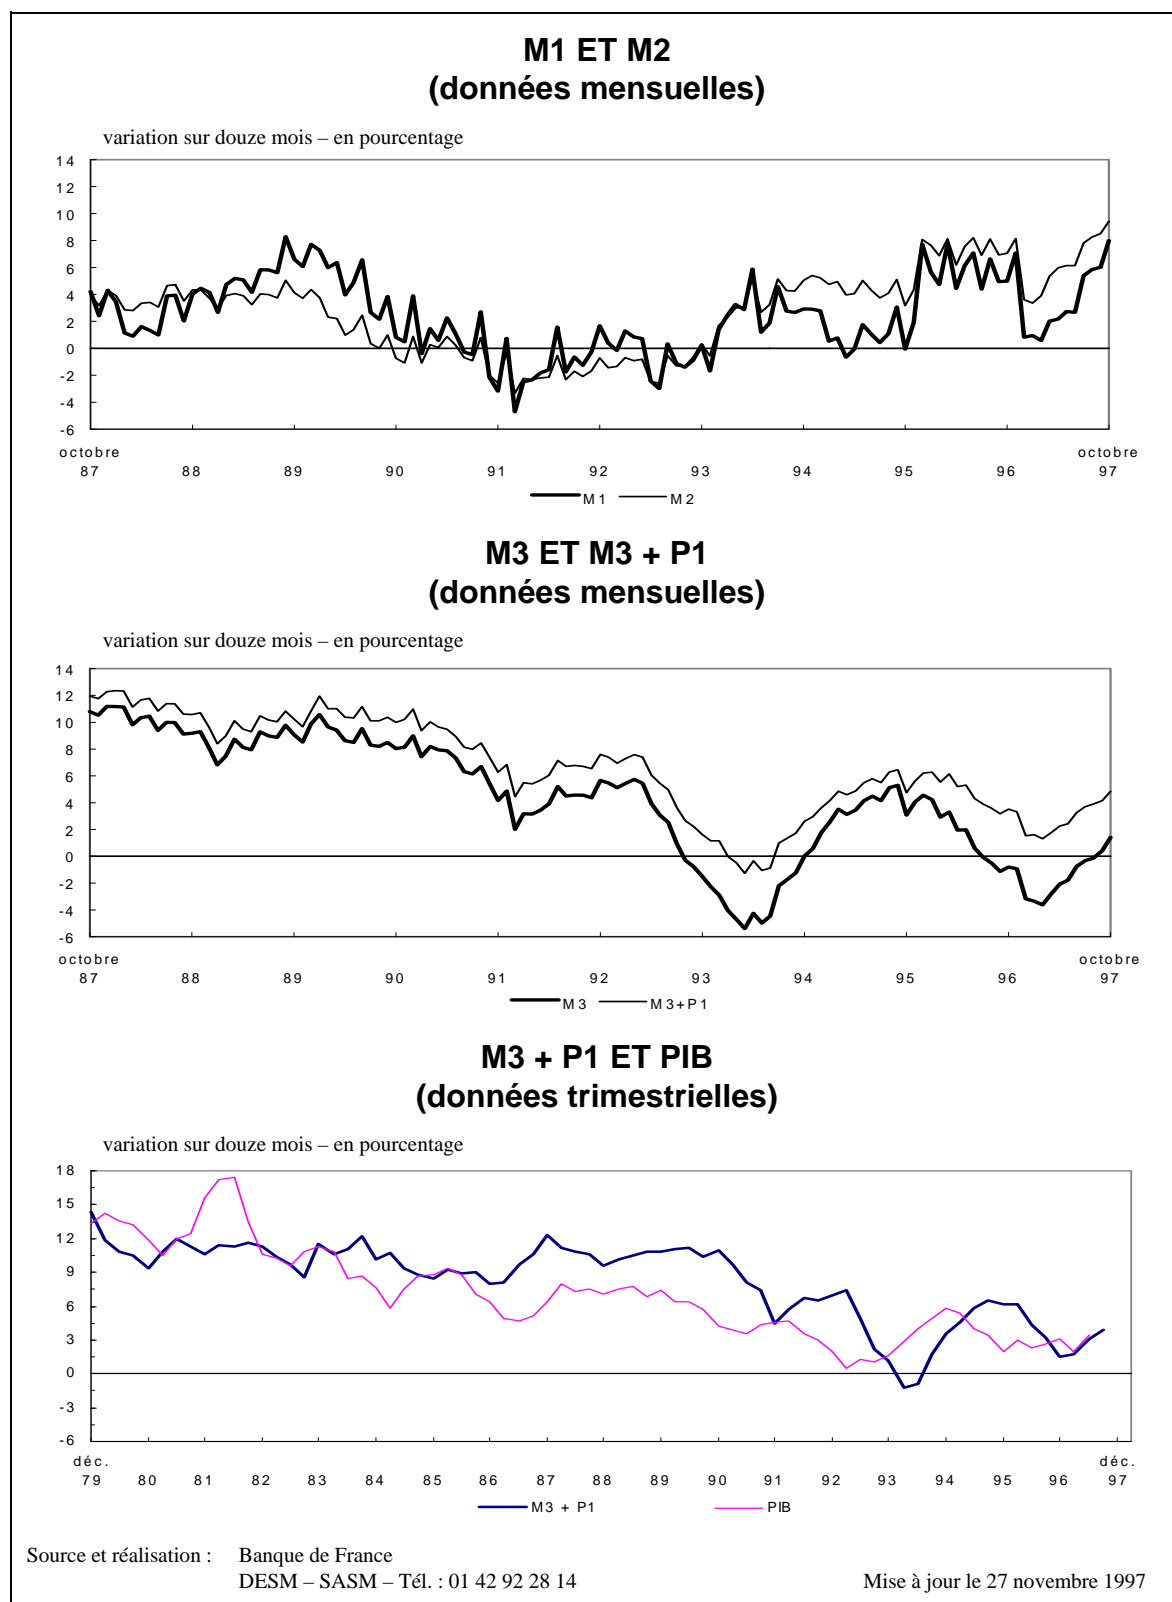 M1 ET M2
(données mensuelles)
variation sur douze mois – en pourcentage
14
12
10
8
6
4
2
0
-2
-4
-6
octobre octobre
87 88 89 90 91 92 93 94 95 96 97
M1 M2
M3 ET M3 + P1
(données mensuelles)
variation sur douze mois – en pourcentage
14
12
10
8
6
4
2
0
-2
-4
-6
octobre octobre
87 88 89 90 91 92 93 94 95 96 97
M3 M3+P1
M3 + P1 ET PIB
(données trimestrielles)
variation sur douze mois – en pourcentage
18
15
12
9
6
3
0
-3
-6
déc. déc.
79 80 81 82 83 84 85 86 87 88 89 90 91 92 93 94 95 96 97
M3 + P1 PIB
Source et réalisation : Banque de France
DESM – SASM – Tél. : 01 42 92 28 14 Mise à jour le 27 novembre 1997